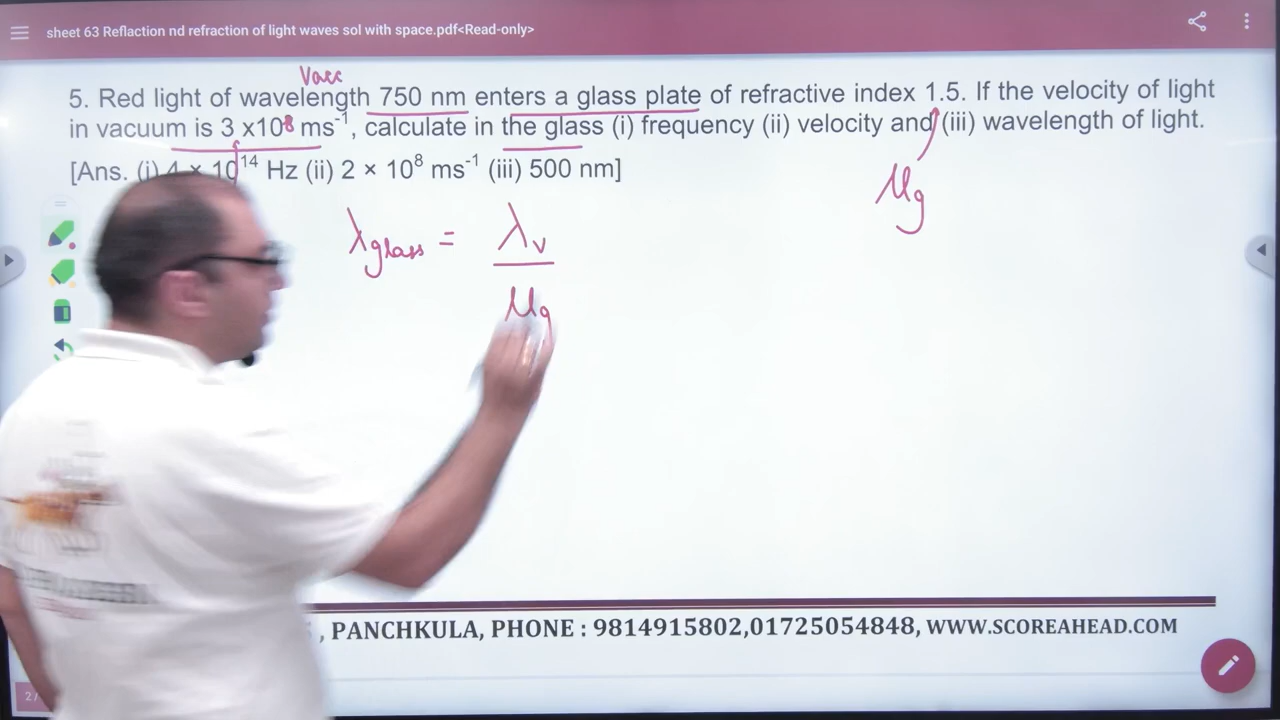 sheet 63 Reflaction nd refraction of light waves sol with space.pdf<Read-only>
Vacc
5. Red light of wavelength 750 nm enters a glass plate of refractive index 1.5. If the velocity of light
in vacuum is 3 x10⁸ ms⁻¹, calculate in the glass (i) frequency (ii) velocity and (iii) wavelength of light.
[Ans. (i) 4 × 10¹⁴ Hz (ii) 2 × 10⁸ ms⁻¹ (iii) 500 nm]
μg
λglass = λv / μg
, PANCHKULA, PHONE : 9814915802,01725054848, WWW.SCOREAHEAD.COM
2/